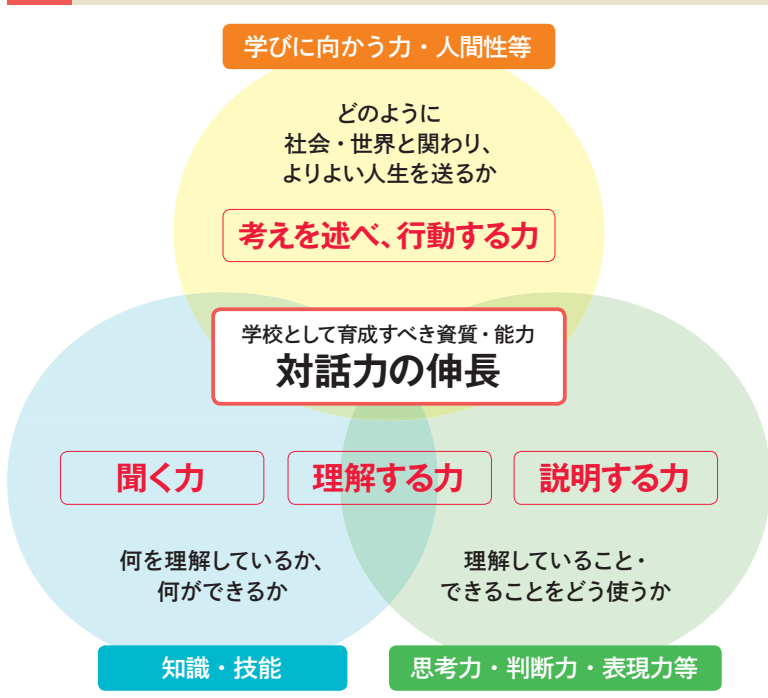 学びに向かう力・人間性等
どのように
社会・世界と関わり、
よりよい人生を送るか
考えを述べ、行動する力
学校として育成すべき資質・能力
対話力の伸長
聞く力
理解する力
説明する力
何を理解しているか、
何ができるか
理解していること・
できることをどう使うか
知識・技能
思考力・判断力・表現力等